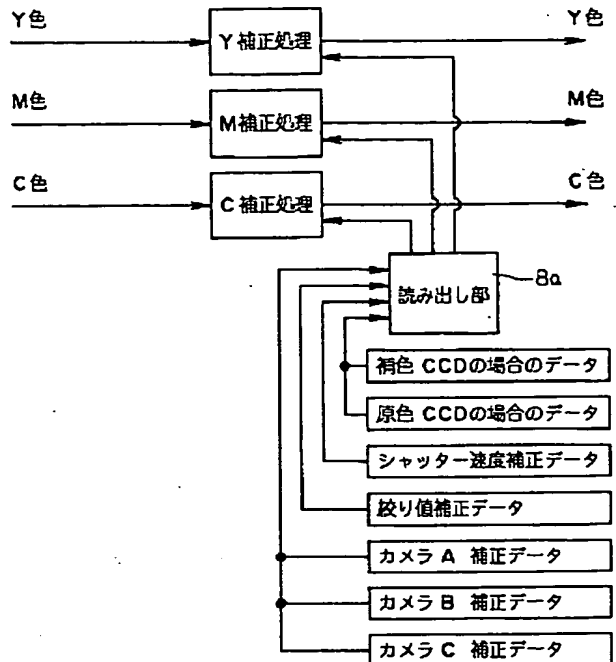 Y色
Y補正処理
Y色
M色
M補正処理
M色
C色
C補正処理
C色
読み出し部
8a
補色 CCDの場合のデータ
原色 CCDの場合のデータ
シャッター速度補正データ
絞り値補正データ
カメラ A 補正データ
カメラ B 補正データ
カメラ C 補正データ